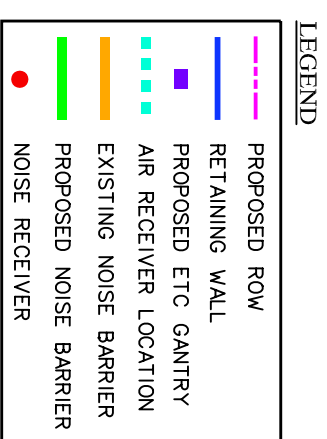 LEGEND
PROPOSED ROW
RETAINING WALL
PROPOSED ETC GANTRY
AIR RECEIVER LOCATION
EXISTING NOISE BARRIER
PROPOSED NOISE BARRIER
NOISE RECEIVER